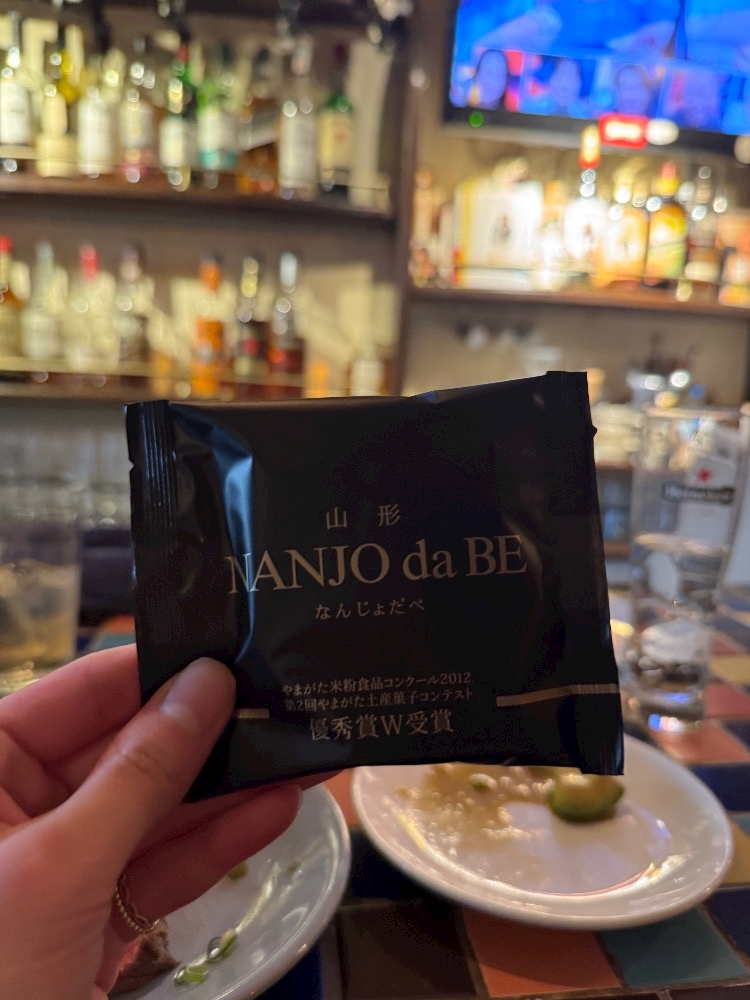 山形
NANJO da BE
なんじょだべ
やまがた米粉食品コンクール2012
第2回やまがた土産菓子コンテスト
優秀賞W受賞
Heineken